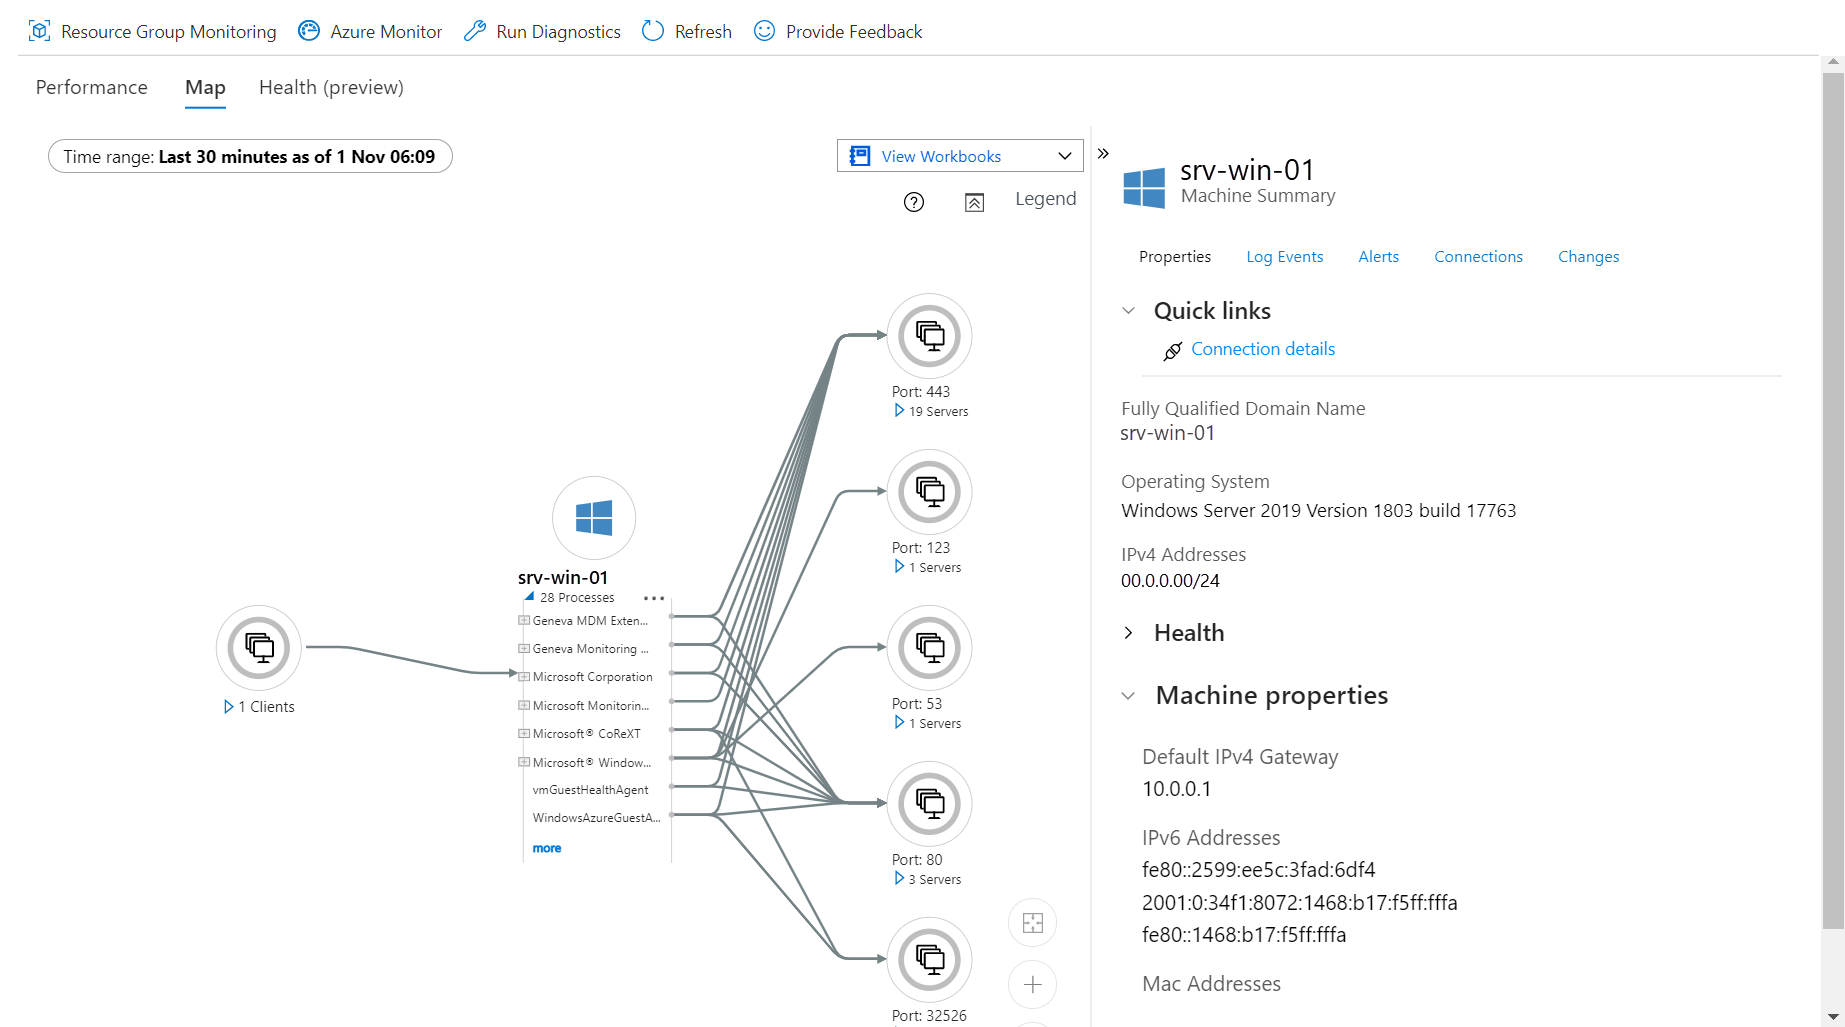 Resource Group Monitoring Azure Monitor Run Diagnostics Refresh Provide Feedback
Performance Map Health (preview)
Time range: Last 30 minutes as of 1 Nov 06:09
View Workbooks
Legend
Port: 443
19 Servers
Port: 123
1 Servers
srv-win-01
28 Processes
Geneva MDM Exten...
Geneva Monitoring ...
Microsoft Corporation
Microsoft Monitorin...
Microsoft® CoReXT
Microsoft® Window...
vmGuestHealthAgent
WindowsAzureGuestA...
more
1 Clients
Port: 53
1 Servers
Port: 80
3 Servers
Port: 32526
srv-win-01
Machine Summary
Properties Log Events Alerts Connections Changes
Quick links
Connection details
Fully Qualified Domain Name
srv-win-01
Operating System
Windows Server 2019 Version 1803 build 17763
IPv4 Addresses
00.0.0.00/24
Health
Machine properties
Default IPv4 Gateway
10.0.0.1
IPv6 Addresses
fe80::2599:ee5c:3fad:6df4
2001:0:34f1:8072:1468:b17:f5ff:fffa
fe80::1468:b17:f5ff:fffa
Mac Addresses